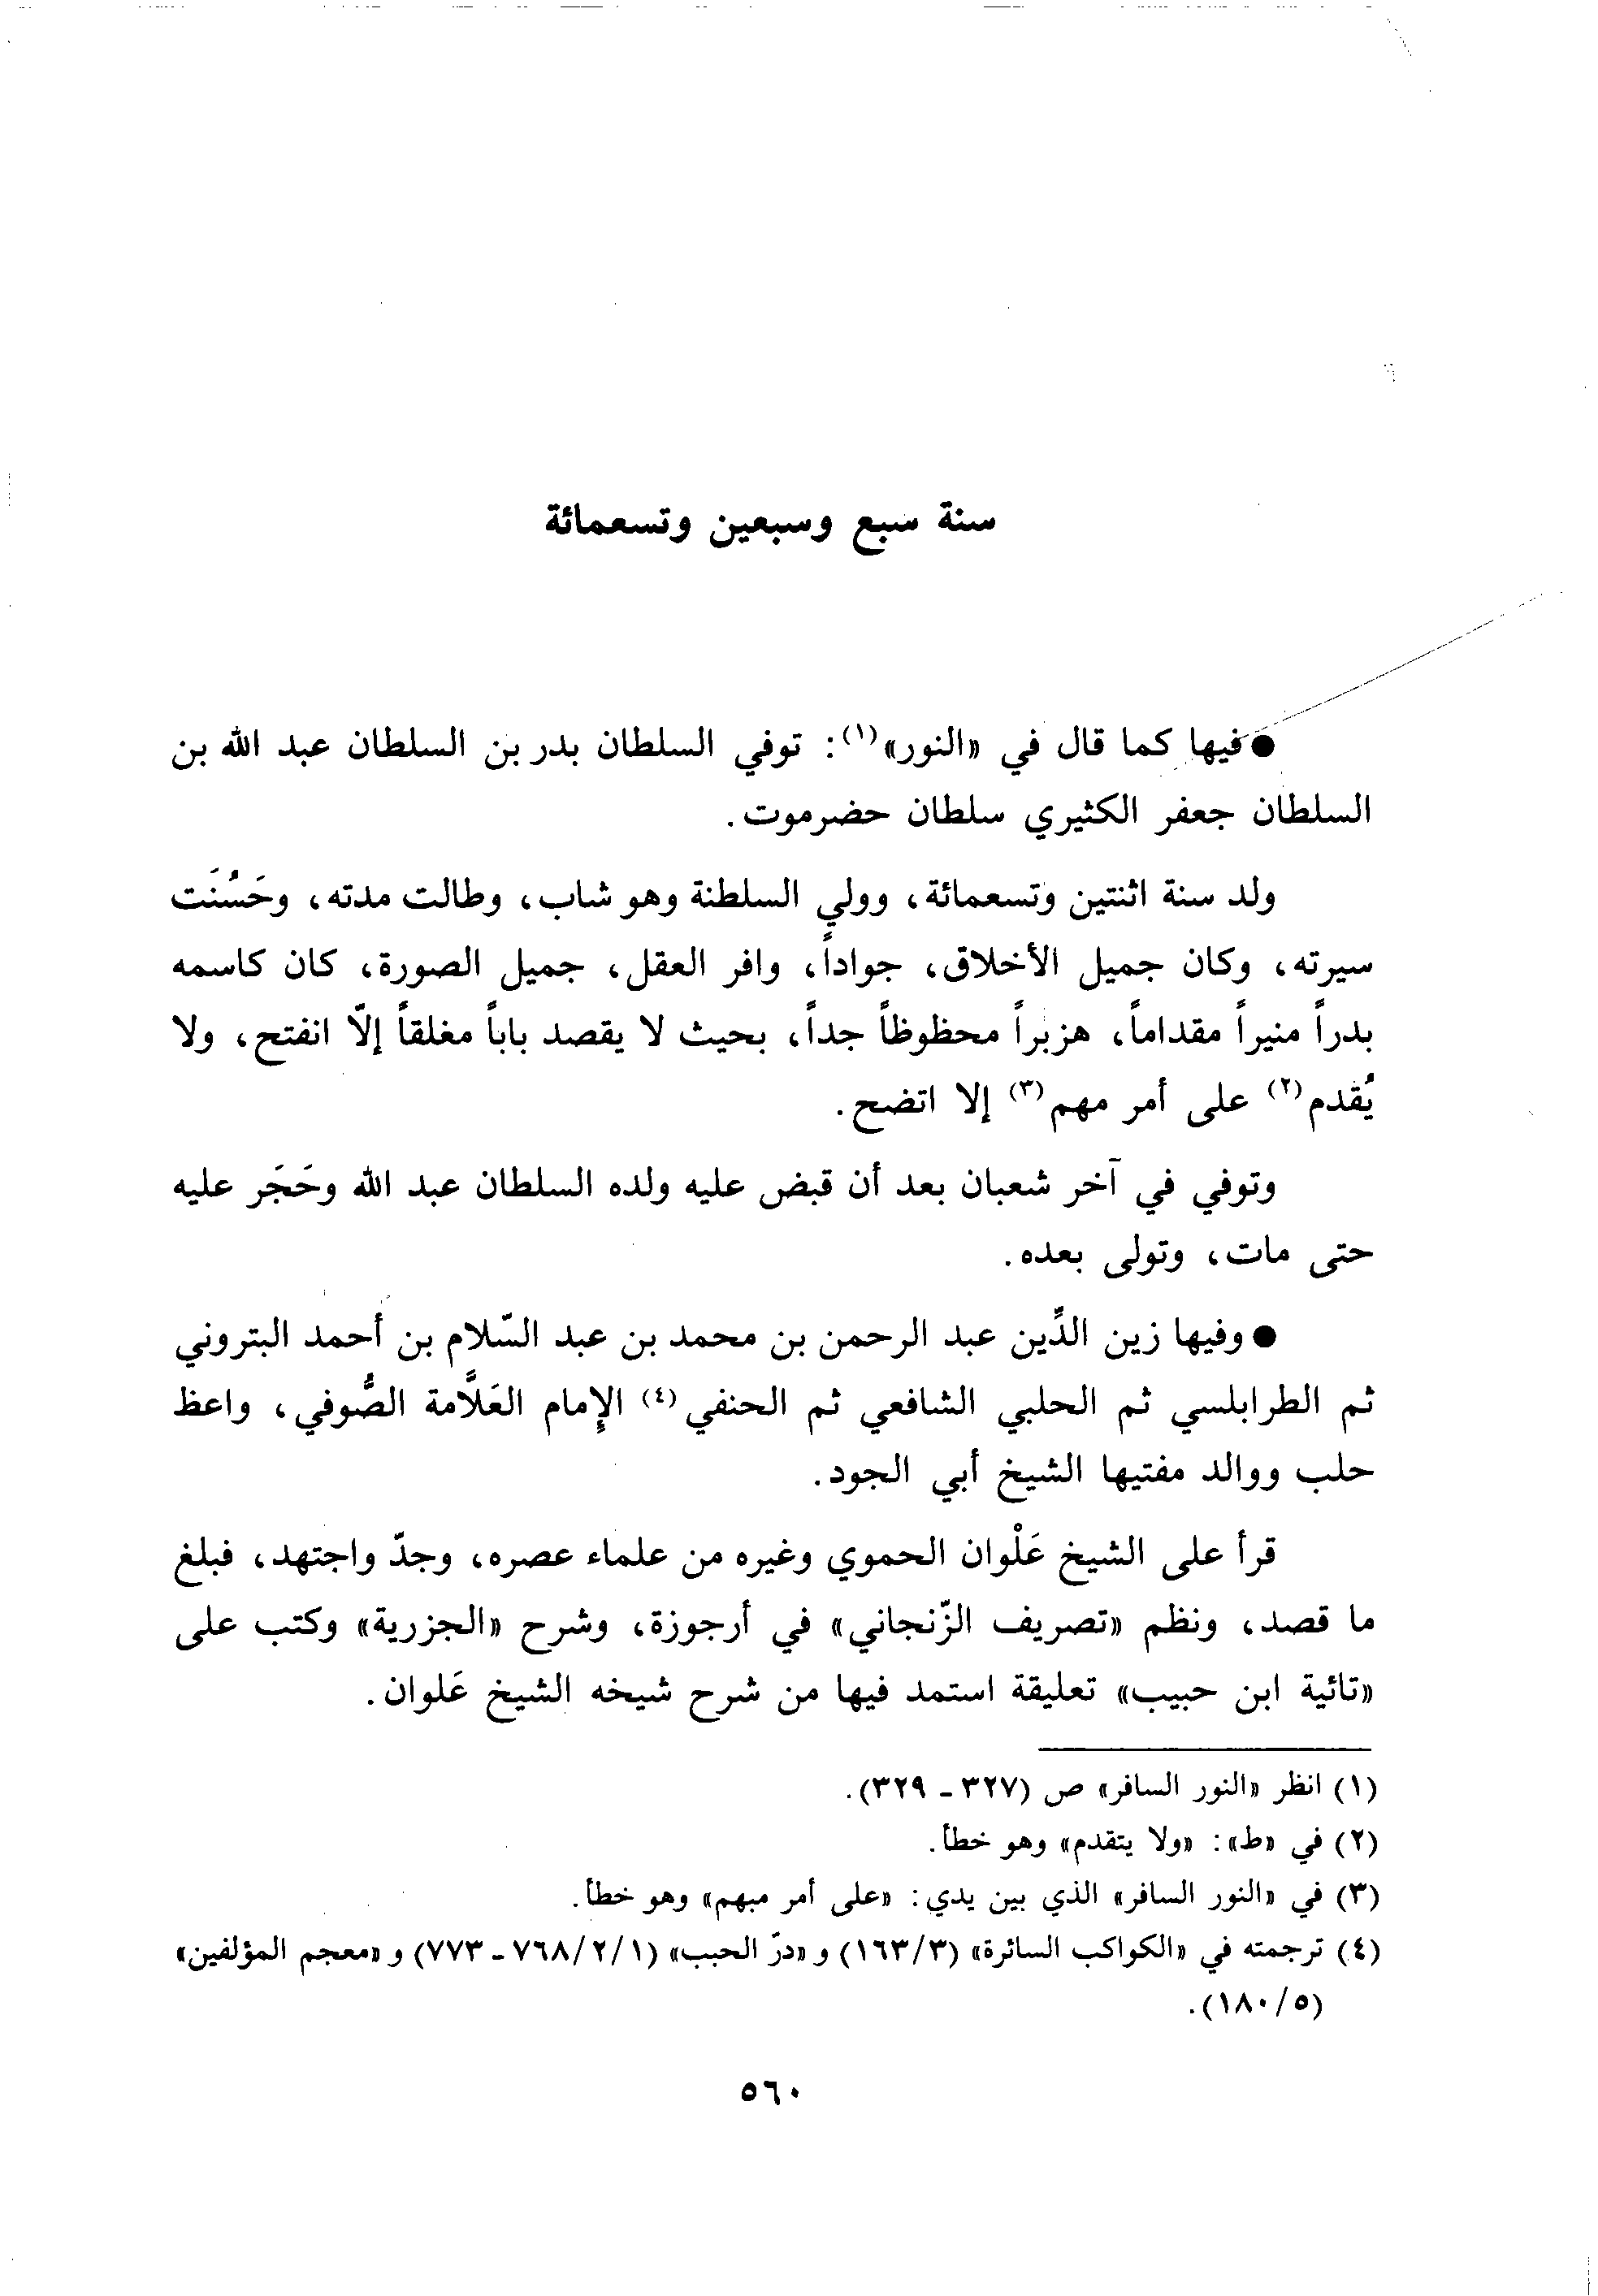 سنة سبع وسبعين وتسعمائة
● فيها كما قال في «النور»(١): توفي السلطان بدر بن السلطان عبد الله بن
السلطان جعفر الكثيري سلطان حضرموت.
ولد سنة اثنتين وتسعمائة، وولي السلطنة وهو شاب، وطالت مدته، وحَسُنَت
سيرته، وكان جميل الأخلاق، جواداً، وافر العقل، جميل الصورة، كان كاسمه
بدراً منيراً مقداماً، هزبراً محظوظاً جداً، بحيث لا يقصد باباً مغلقاً إلّا انفتح، ولا
يُقدم(٢) على أمر مهم(٣) إلا اتضح.
وتوفي في آخر شعبان بعد أن قبض عليه ولده السلطان عبد الله وحَجَر عليه
حتى مات، وتولى بعده.
● وفيها زين الدِّين عبد الرحمن بن محمد بن عبد السّلام بن أحمد البتروني
ثم الطرابلسي ثم الحلبي الشافعي ثم الحنفي(٤) الإمام العَلَّامة الصُّوفي، واعظ
حلب ووالد مفتيها الشيخ أبي الجود.
قرأ على الشيخ عَلْوان الحموي وغيره من علماء عصره، وجدّ واجتهد، فبلغ
ما قصد، ونظم «تصريف الزّنجاني» في أرجوزة، وشرح «الجزرية» وكتب على
«تائية ابن حبيب» تعليقة استمد فيها من شرح شيخه الشيخ عَلوان.
(١) انظر «النور السافر» ص (٣٢٧ - ٣٢٩).
(٢) في «ط»: «ولا يتقدم» وهو خطأ.
(٣) في «النور السافر» الذي بين يدي: «على أمر مبهم» وهو خطأ.
(٤) ترجمته في «الكواكب السائرة» (١٦٣/٣) و «درّ الحبب» (٧٦٨/٢/١ - ٧٧٣) و «معجم المؤلفين»
(١٨٠/٥).
٥٦٠